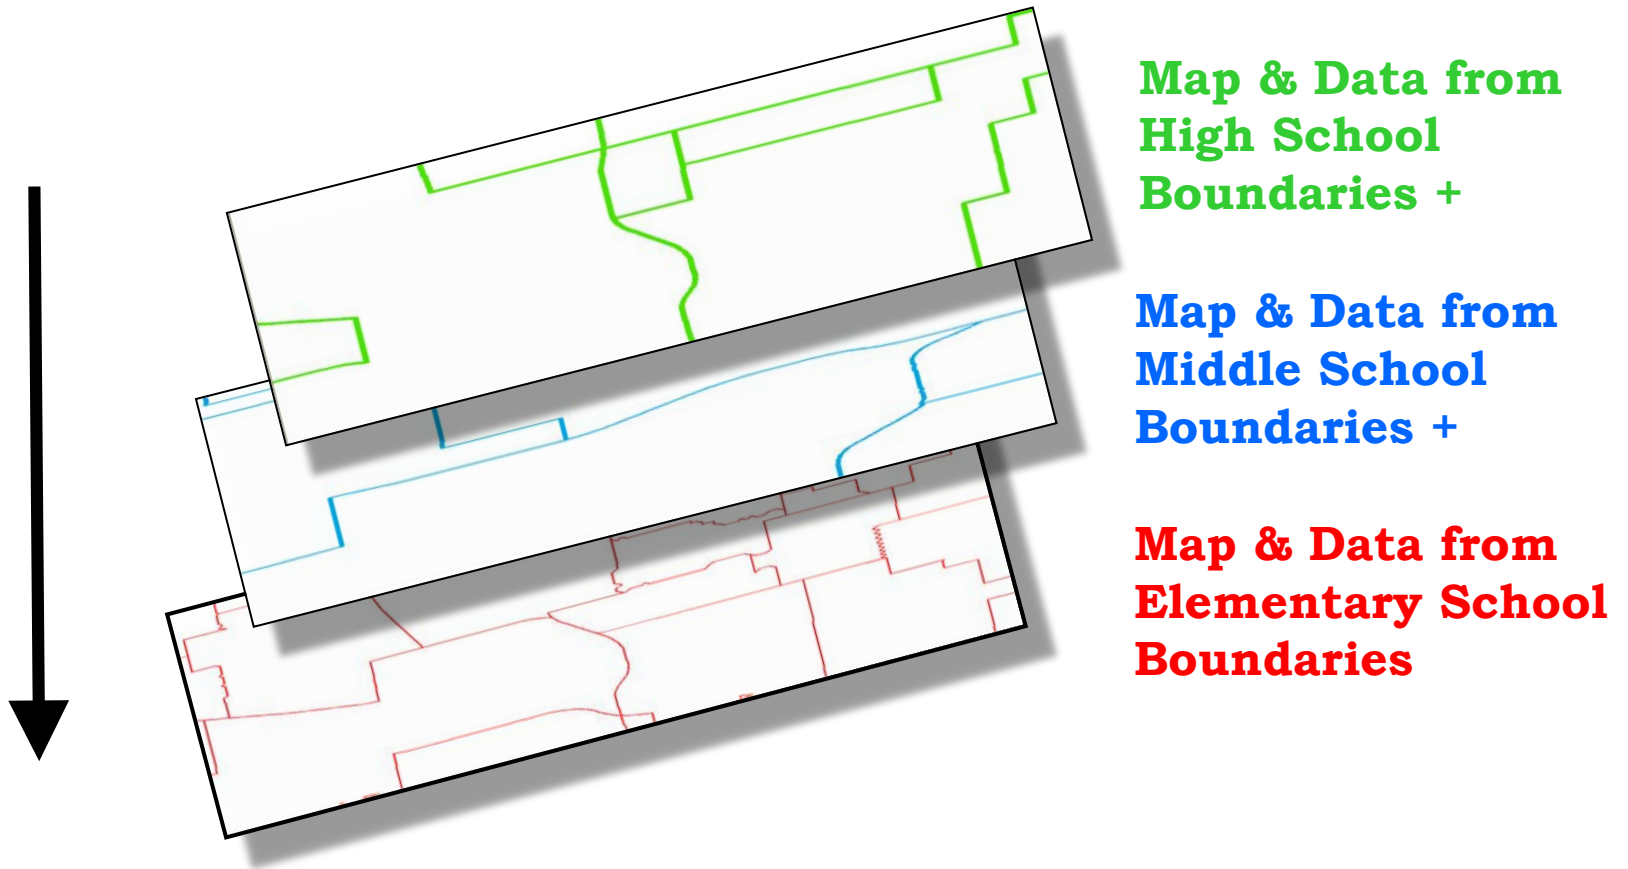 Map & Data from
High School
Boundaries +
Map & Data from
Middle School
Boundaries +
Map & Data from
Elementary School
Boundaries